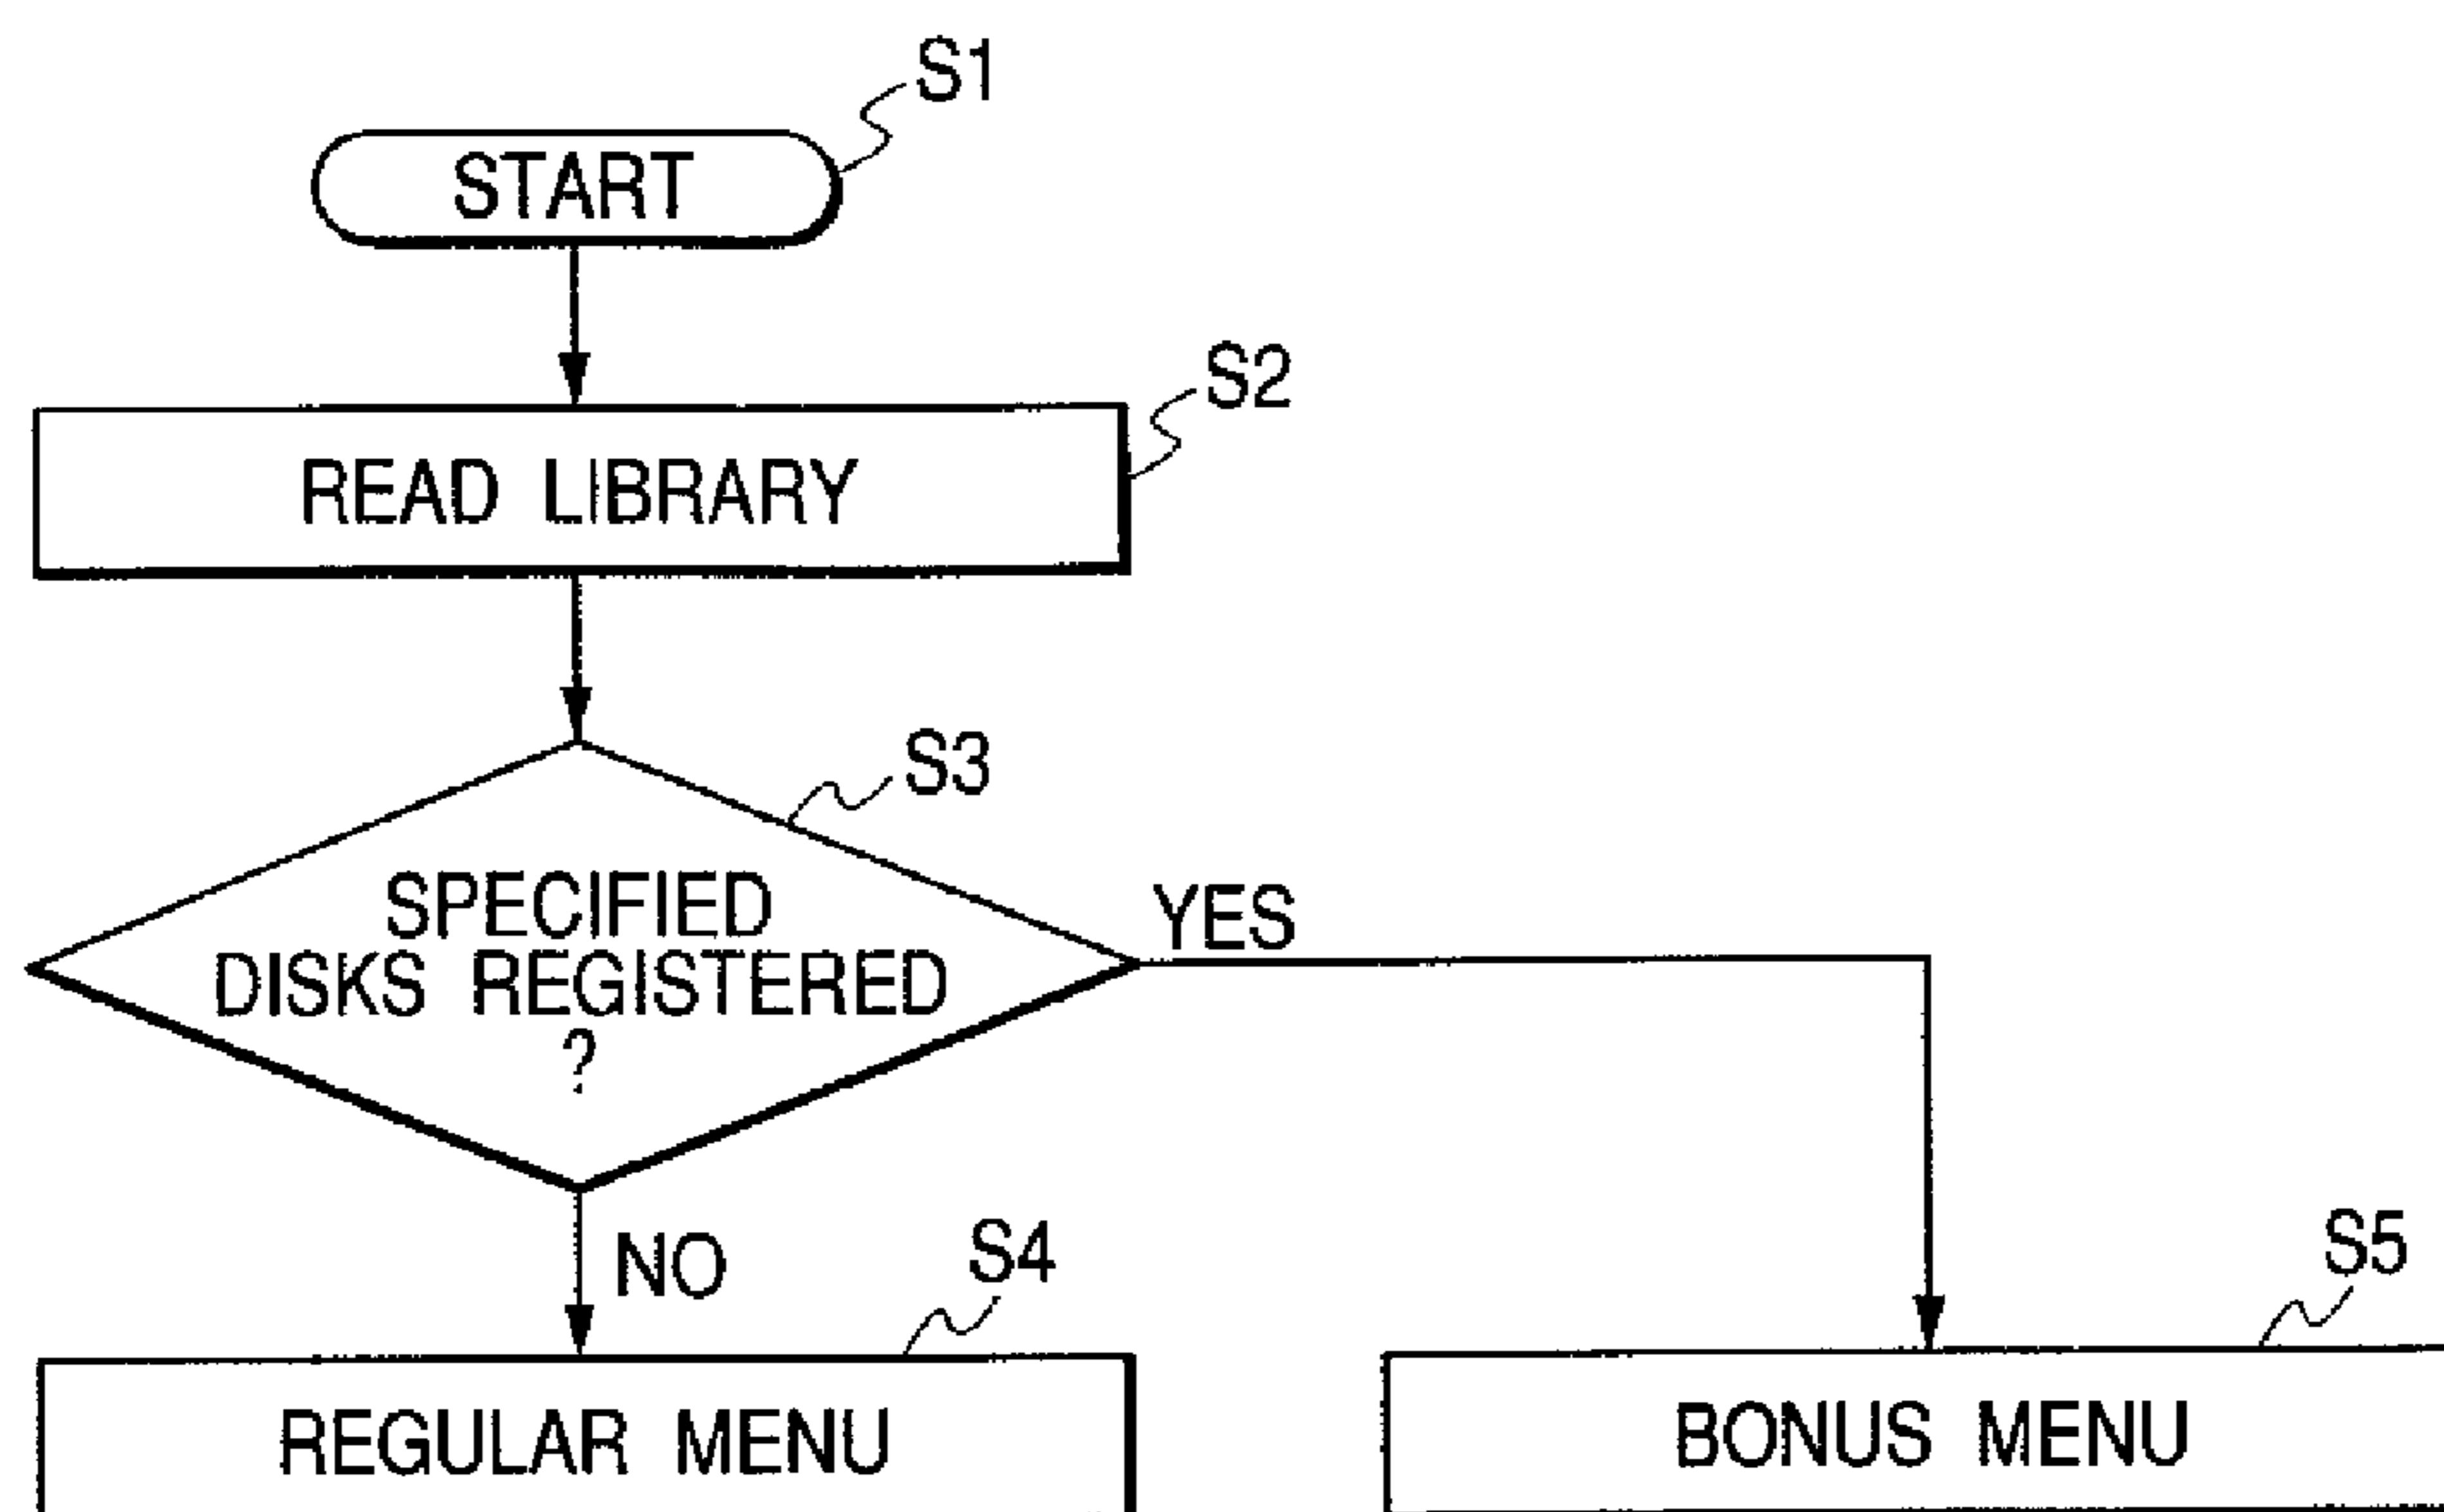 S1
START
S2
READ LIBRARY
S3
SPECIFIED
DISKS REGISTERED
?
YES
NO
S4
S5
REGULAR MENU
BONUS MENU